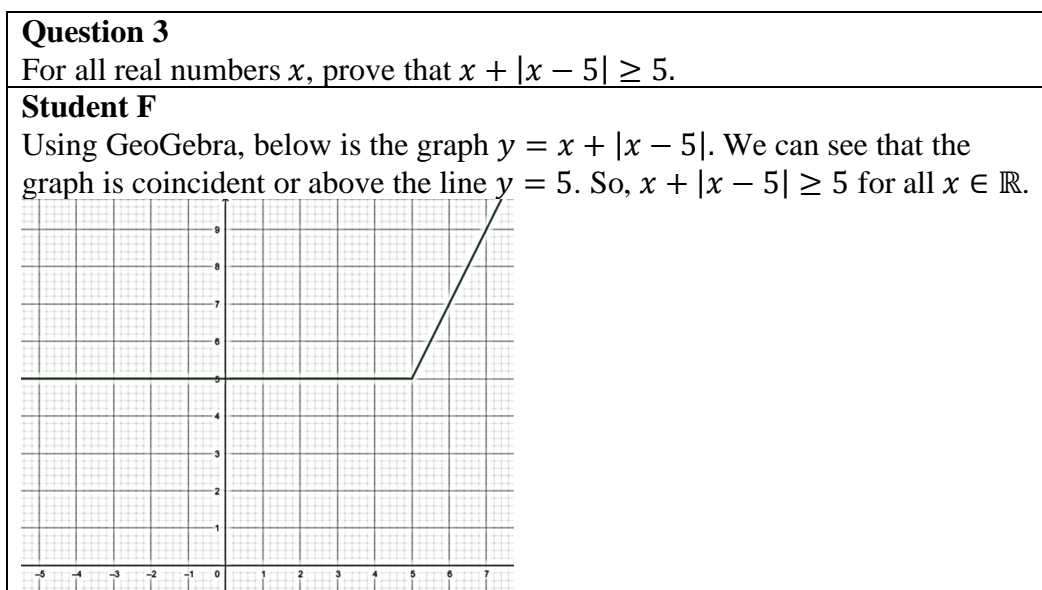 Question 3
For all real numbers 𝑥, prove that 𝑥 + |𝑥 − 5| ≥ 5.
Student F
Using GeoGebra, below is the graph 𝑦 = 𝑥 + |𝑥 − 5|. We can see that the
graph is coincident or above the line 𝑦 = 5. So, 𝑥 + |𝑥 − 5| ≥ 5 for all 𝑥 ∈ ℝ.
9
8
7
6
5
4
3
2
1
–5 –4 –3 –2 –1 0 1 2 3 4 5 6 7